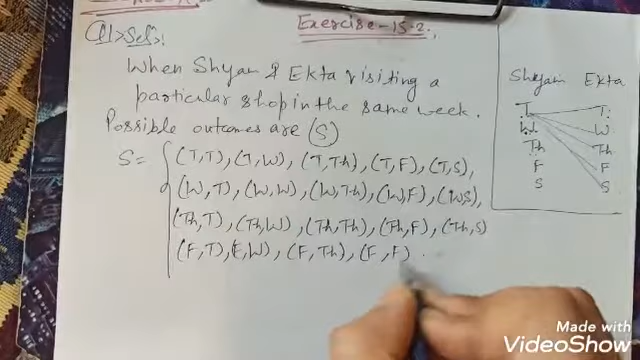 Exercise-15.2.
Q1>Sol>:
When Shyam & Ekta visiting a
particular shop in the same week.
Possible outcomes are (S)
S= (T,T),(T,W), (T,Th), (T,F), (T,S),
(W,T), (W,W), (W,Th), (W,F), (WS),
(Th,T), (Th,W), (Th,Th), (Th,F), (Th,S)
(F,T), (F,W), (F,Th), (F,F)
Shyam Ekta
T T
W W
Th Th
F F
S S
Made with
VideoShow